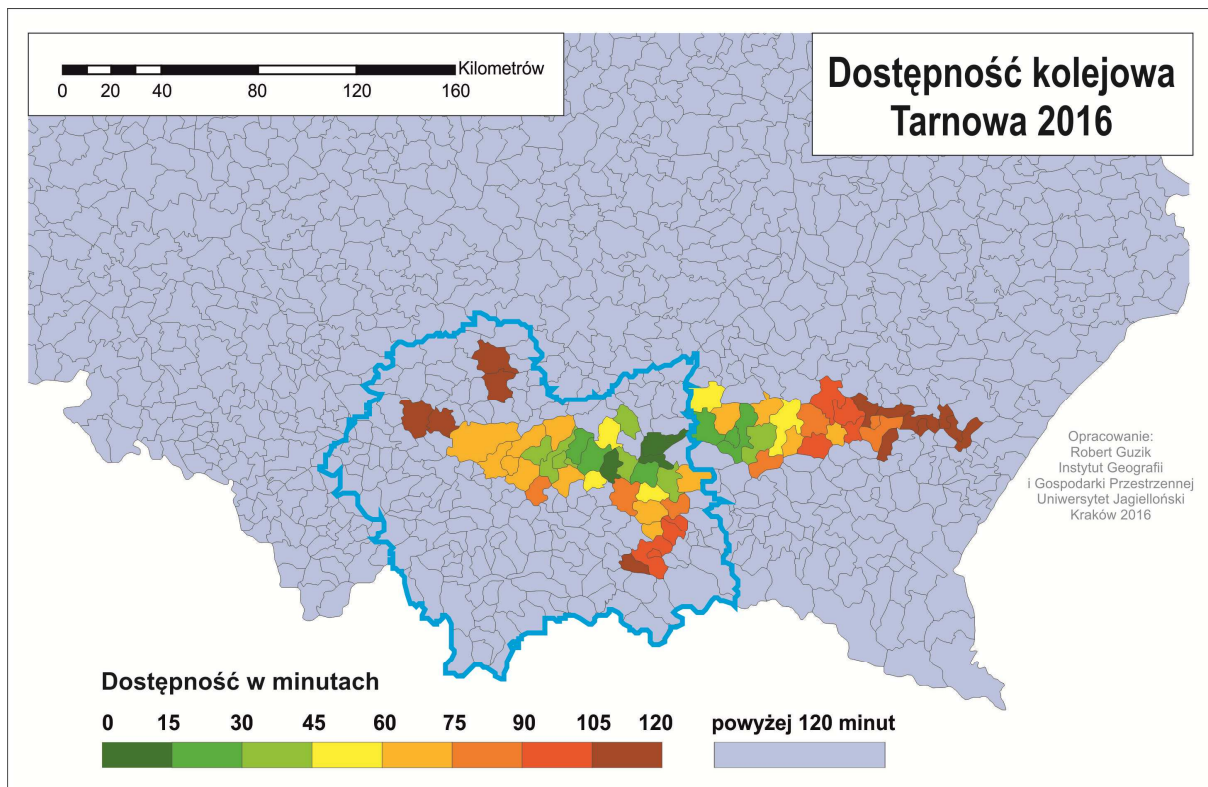 Kilometrów
0 20 40 80 120 160
Dostępność kolejowa
Tarnowa 2016
Opracowanie:
Robert Guzik
Instytut Geografii
i Gospodarki Przestrzennej
Uniwersytet Jagielloński
Kraków 2016
Dostępność w minutach
0 15 30 45 60 75 90 105 120
powyżej 120 minut